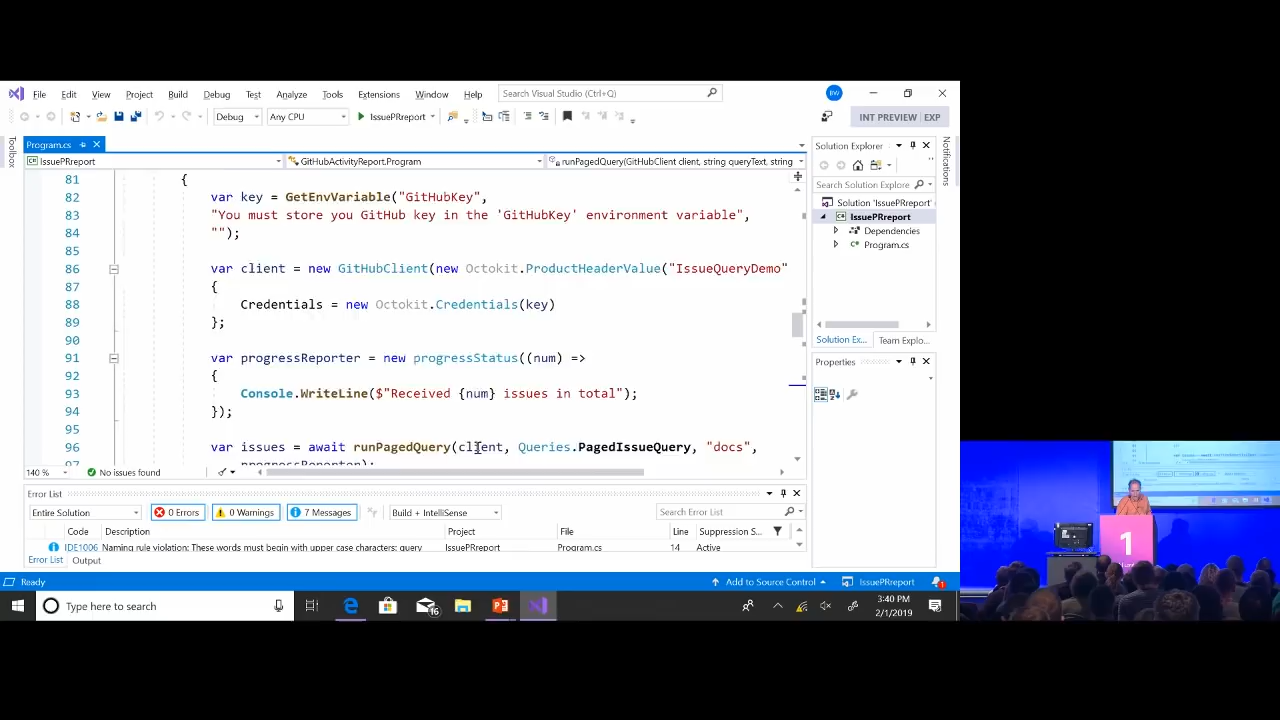 File Edit View Project Build Debug Test Analyze Tools Extensions Window Help Search Visual Studio (Ctrl+Q) BW
Debug Any CPU IssuePRreport INT PREVIEW EXP
Toolbox
Program.cs
IssuePRreport GitHubActivityReport.Program runPagedQuery(GitHubClient client, string queryText, string
81 {
82 var key = GetEnvVariable("GitHubKey",
83 "You must store you GitHub key in the 'GitHubKey' environment variable",
84 "");
85
86 var client = new GitHubClient(new Octokit.ProductHeaderValue("IssueQueryDemo"
87 {
88 Credentials = new Octokit.Credentials(key)
89 };
90
91 var progressReporter = new progressStatus((num) =>
92 {
93 Console.WriteLine($"Received {num} issues in total");
94 });
95
96 var issues = await runPagedQuery(client, Queries.PagedIssueQuery, "docs",
97 progressReporter);
140 % No issues found
Error List
Entire Solution 0 Errors 0 Warnings 7 Messages Build + IntelliSense Search Error List
Code Description Project File Line Suppression S...
IDE1006 Naming rule violation: These words must begin with upper case characters: query IssuePRreport Program.cs 14 Active
Error List Output
Solution Explorer
Search Solution Explore
Solution 'IssuePRreport'
IssuePRreport
Dependencies
Program.cs
Solution Ex... Team Explo...
Properties
Notifications
Ready Add to Source Control IssuePRreport 1
Type here to search 16 3:40 PM
2/1/2019
1